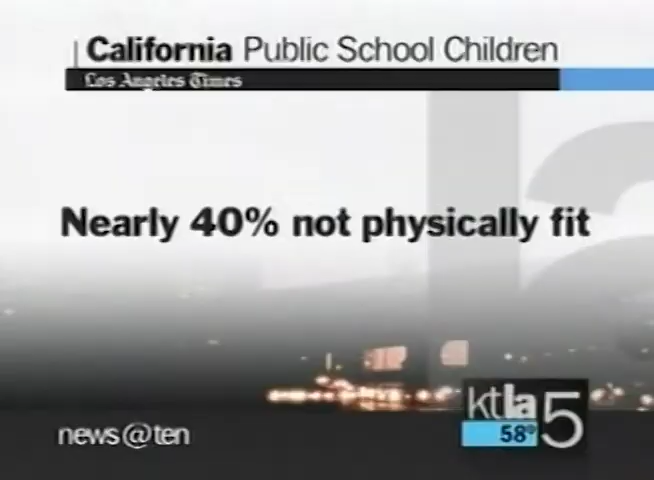 California Public School Children
Los Angeles Times
Nearly 40% not physically fit
news@ten
ktla 5
58°